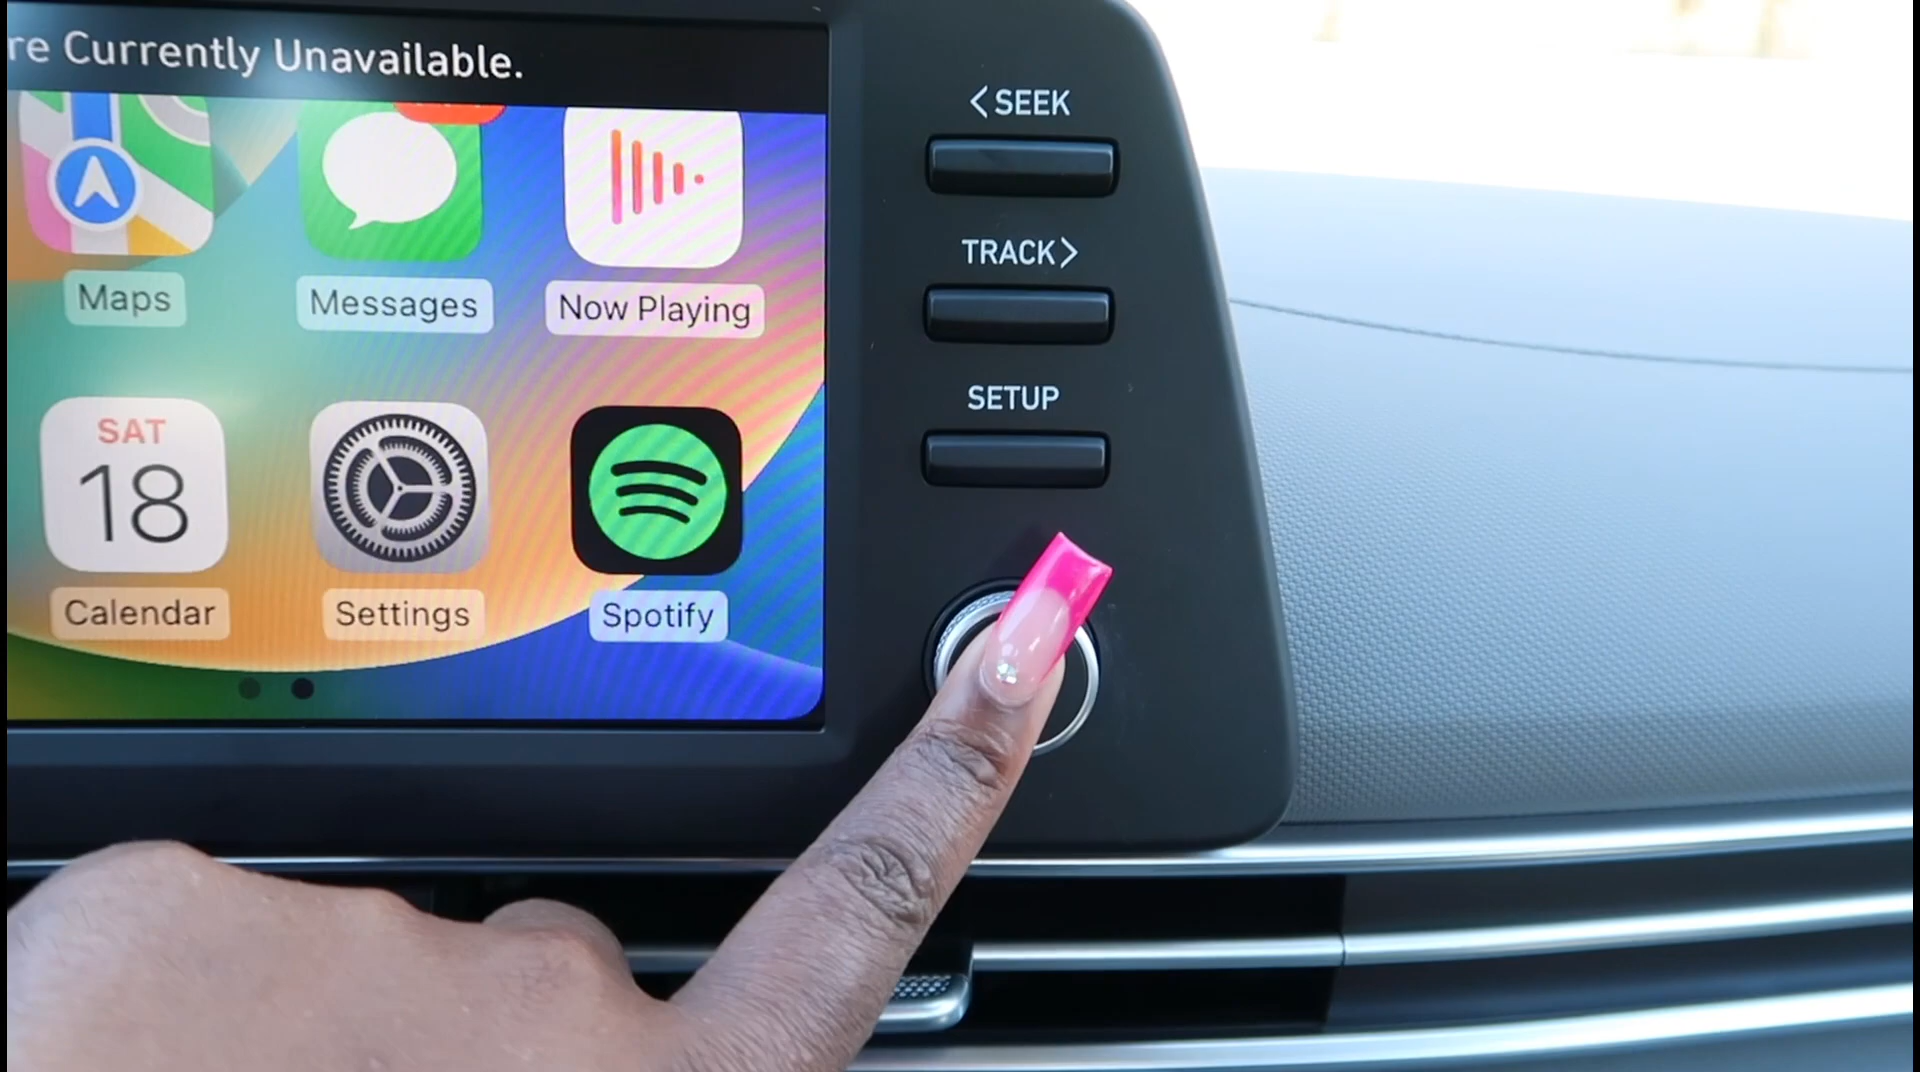 re Currently Unavailable.
Maps
Messages
Now Playing
SAT
18
Calendar
Settings
Spotify
<SEEK
TRACK>
SETUP